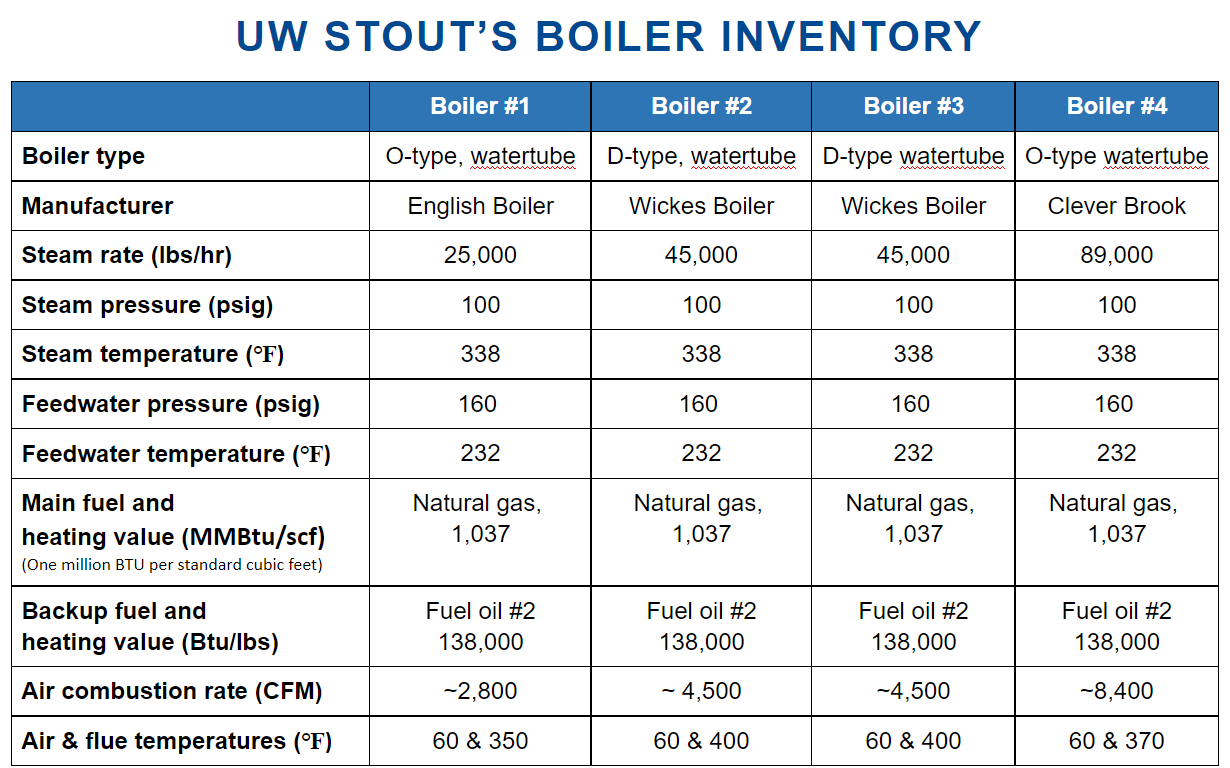 UW STOUT’S BOILER INVENTORY
Boiler #1 Boiler #2 Boiler #3 Boiler #4
Boiler type O-type, watertube D-type, watertube D-type watertube O-type watertube
Manufacturer English Boiler Wickes Boiler Wickes Boiler Clever Brook
Steam rate (lbs/hr) 25,000 45,000 45,000 89,000
Steam pressure (psig) 100 100 100 100
Steam temperature (°F) 338 338 338 338
Feedwater pressure (psig) 160 160 160 160
Feedwater temperature (°F) 232 232 232 232
Main fuel and Natural gas, Natural gas, Natural gas, Natural gas,
heating value (MMBtu/scf) 1,037 1,037 1,037 1,037
(One million BTU per standard cubic feet)
Backup fuel and Fuel oil #2 Fuel oil #2 Fuel oil #2 Fuel oil #2
heating value (Btu/lbs) 138,000 138,000 138,000 138,000
Air combustion rate (CFM) ~2,800 ~ 4,500 ~4,500 ~8,400
Air & flue temperatures (°F) 60 & 350 60 & 400 60 & 400 60 & 370